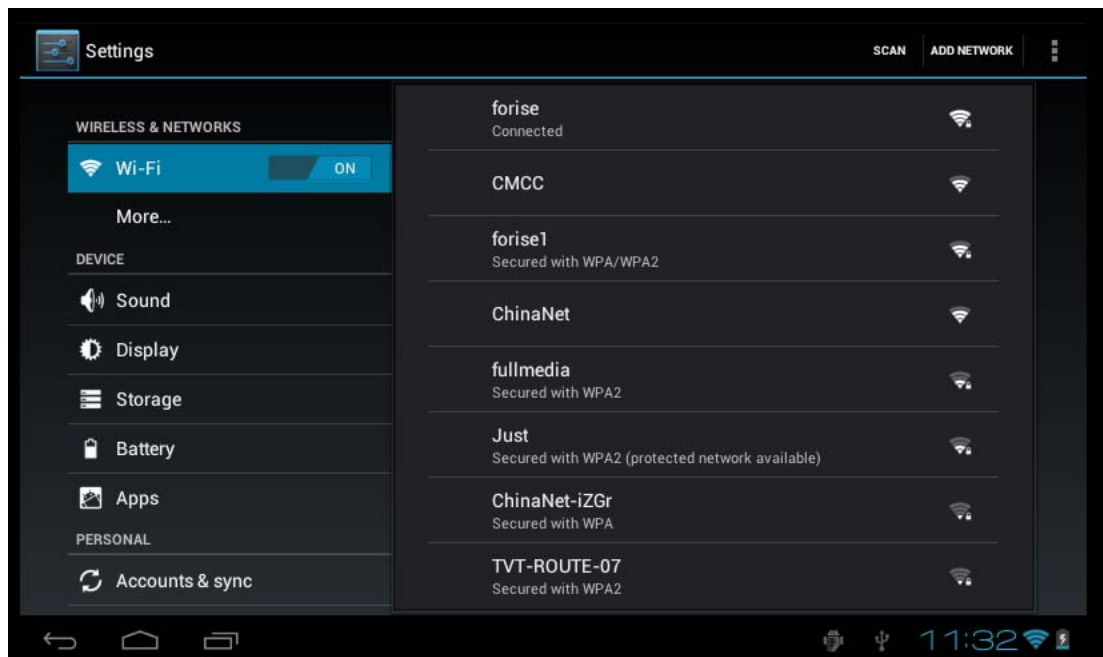 Settings
SCAN
ADD NETWORK
WIRELESS & NETWORKS
Wi-Fi
ON
More...
DEVICE
Sound
Display
Storage
Battery
Apps
PERSONAL
Accounts & sync
forise
Connected
CMCC
forise1
Secured with WPA/WPA2
ChinaNet
fullmedia
Secured with WPA2
Just
Secured with WPA2 (protected network available)
ChinaNet-iZGr
Secured with WPA
TVT-ROUTE-07
Secured with WPA2
11:32